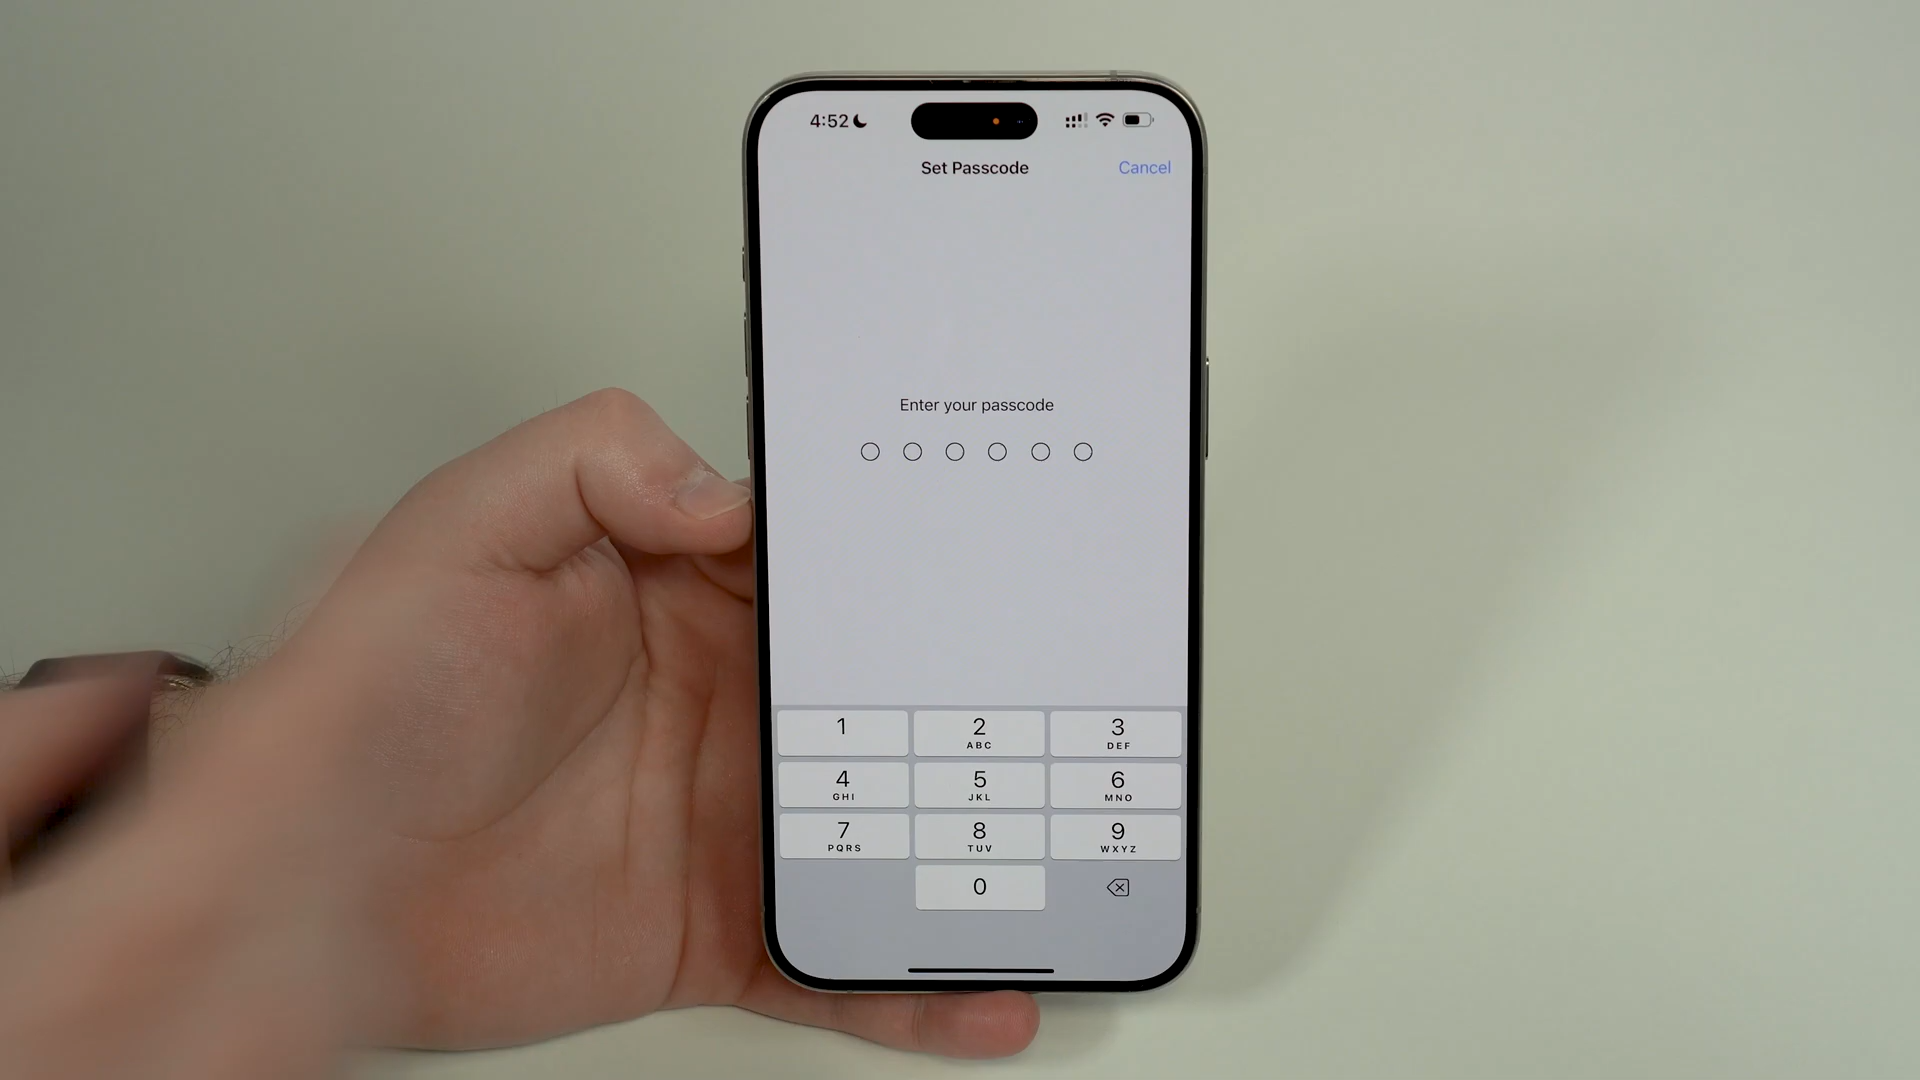 4:52
Set Passcode
Cancel
Enter your passcode
1
2
ABC
3
DEF
4
GHI
5
JKL
6
MNO
7
PQRS
8
TUV
9
WXYZ
0